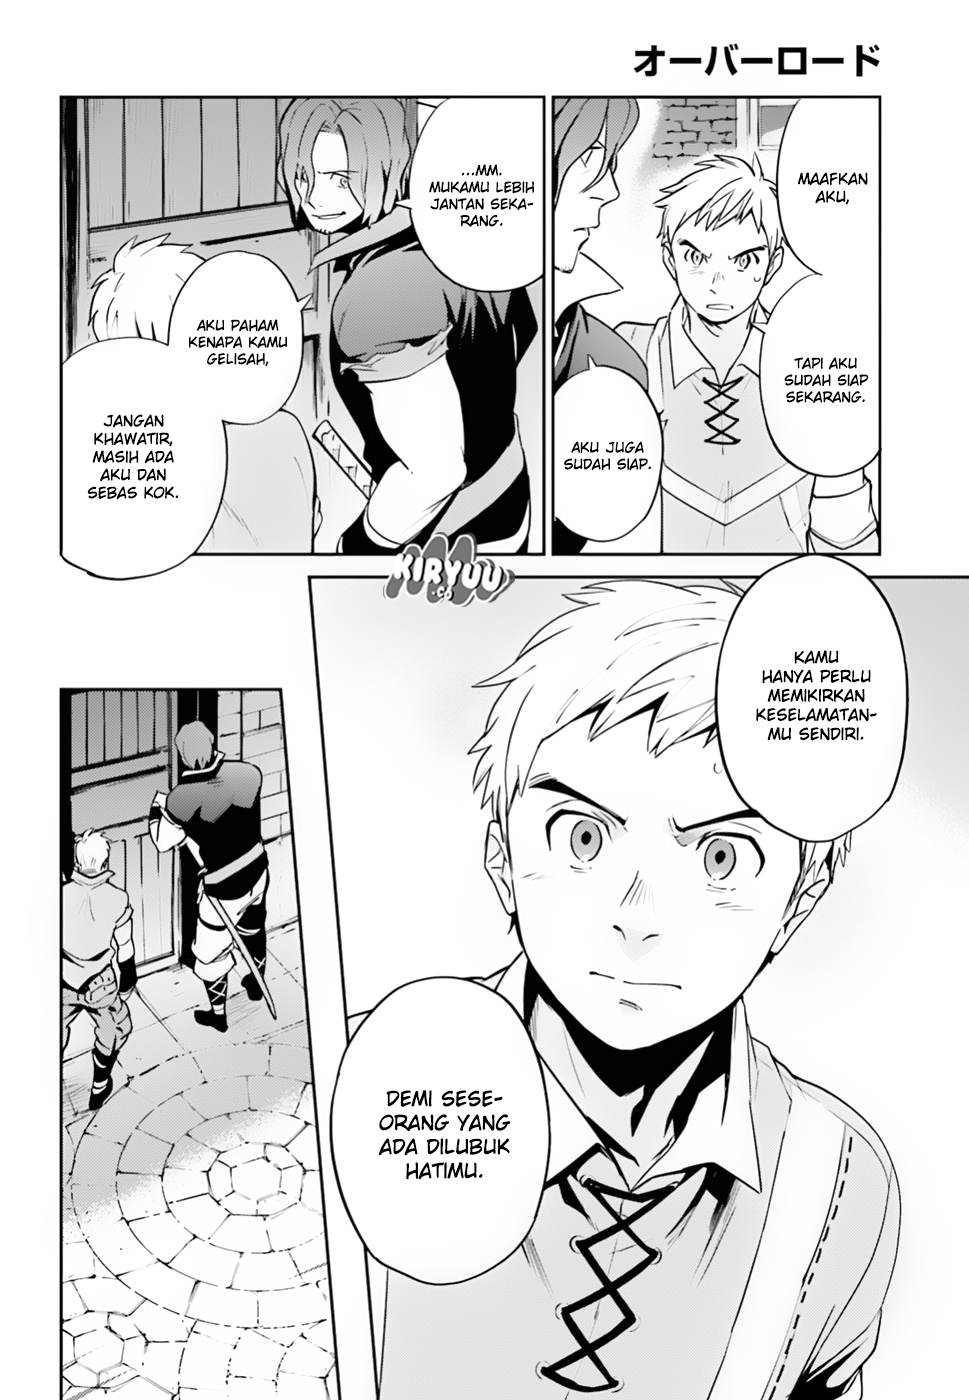 オーバーロード
MAAFKAN
AKU,
TAPI AKU
SUDAH SIAP
SEKARANG.
AKU JUGA
SUDAH SIAP.
...MM.
MUKAMU LEBIH
JANTAN SEKA-
RANG.
AKU PAHAM
KENAPA KAMU
GELISAH,
JANGAN
KHAWATIR,
MASIH ADA
AKU DAN
SEBAS KOK.
KIRYUU
.CO
KAMU
HANYA PERLU
MEMIKIRKAN
KESELAMATAN-
MU SENDIRI.
DEMI SESE-
ORANG YANG
ADA DILUBUK
HATIMU.